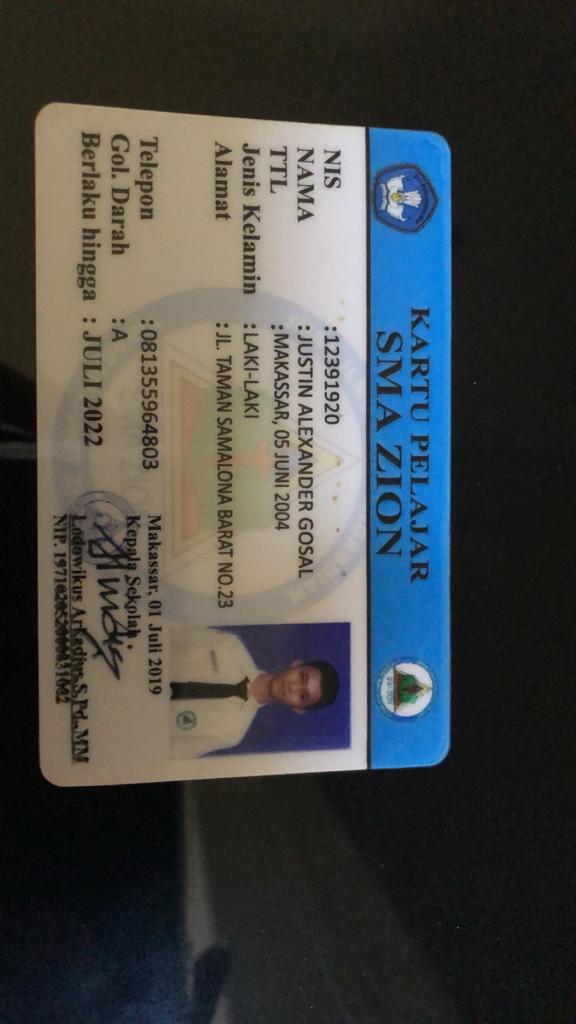 KARTU PELAJAR
SMA ZION
NIS : 12391920
NAMA : JUSTIN ALEXANDER GOSAL
TTL : MAKASSAR, 05 JUNI 2004
Jenis Kelamin : LAKI-LAKI
Alamat : JL. TAMAN SAMALONA BARAT NO.23
Telepon : 081355964803
Gol. Darah : A
Berlaku hingga : JULI 2022
Makassar, 01 Juli 2019
Kepala Sekolah,
Lodowikus Arkadius, S.Pd., MM
NIP.